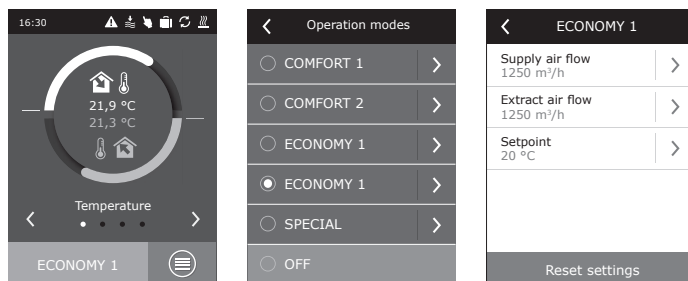 16:30
21,9 °C
21,3 °C
Temperature
ECONOMY 1
Operation modes
COMFORT 1
COMFORT 2
ECONOMY 1
ECONOMY 1
SPECIAL
OFF
ECONOMY 1
Supply air flow
1250 m³/h
Extract air flow
1250 m³/h
Setpoint
20 °C
Reset settings